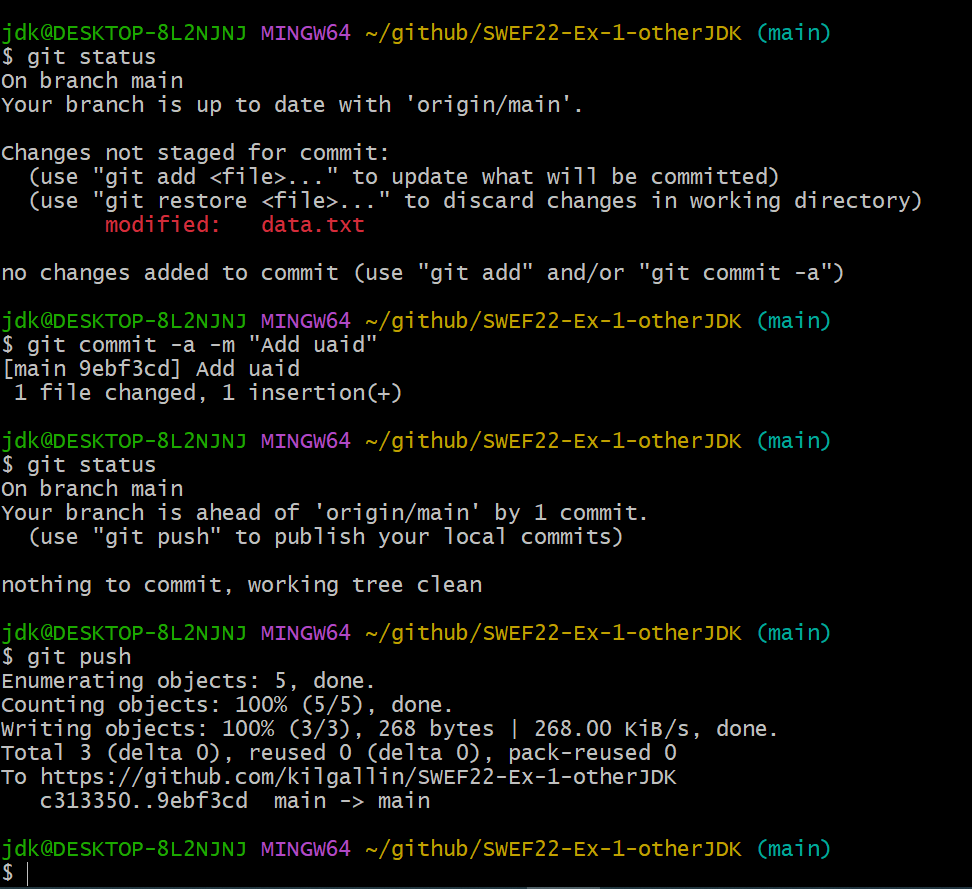 jdk@DESKTOP-8L2NJNJ MINGW64 ~/github/SWEF22-Ex-1-otherJDK (main)
$ git status
On branch main
Your branch is up to date with 'origin/main'.

Changes not staged for commit:
  (use "git add <file>..." to update what will be committed)
  (use "git restore <file>..." to discard changes in working directory)
        modified:   data.txt

no changes added to commit (use "git add" and/or "git commit -a")

jdk@DESKTOP-8L2NJNJ MINGW64 ~/github/SWEF22-Ex-1-otherJDK (main)
$ git commit -a -m "Add uaid"
[main 9ebf3cd] Add uaid
 1 file changed, 1 insertion(+)

jdk@DESKTOP-8L2NJNJ MINGW64 ~/github/SWEF22-Ex-1-otherJDK (main)
$ git status
On branch main
Your branch is ahead of 'origin/main' by 1 commit.
  (use "git push" to publish your local commits)

nothing to commit, working tree clean

jdk@DESKTOP-8L2NJNJ MINGW64 ~/github/SWEF22-Ex-1-otherJDK (main)
$ git push
Enumerating objects: 5, done.
Counting objects: 100% (5/5), done.
Writing objects: 100% (3/3), 268 bytes | 268.00 KiB/s, done.
Total 3 (delta 0), reused 0 (delta 0), pack-reused 0
To https://github.com/kilgallin/SWEF22-Ex-1-otherJDK
   c313350..9ebf3cd  main -> main

jdk@DESKTOP-8L2NJNJ MINGW64 ~/github/SWEF22-Ex-1-otherJDK (main)
$